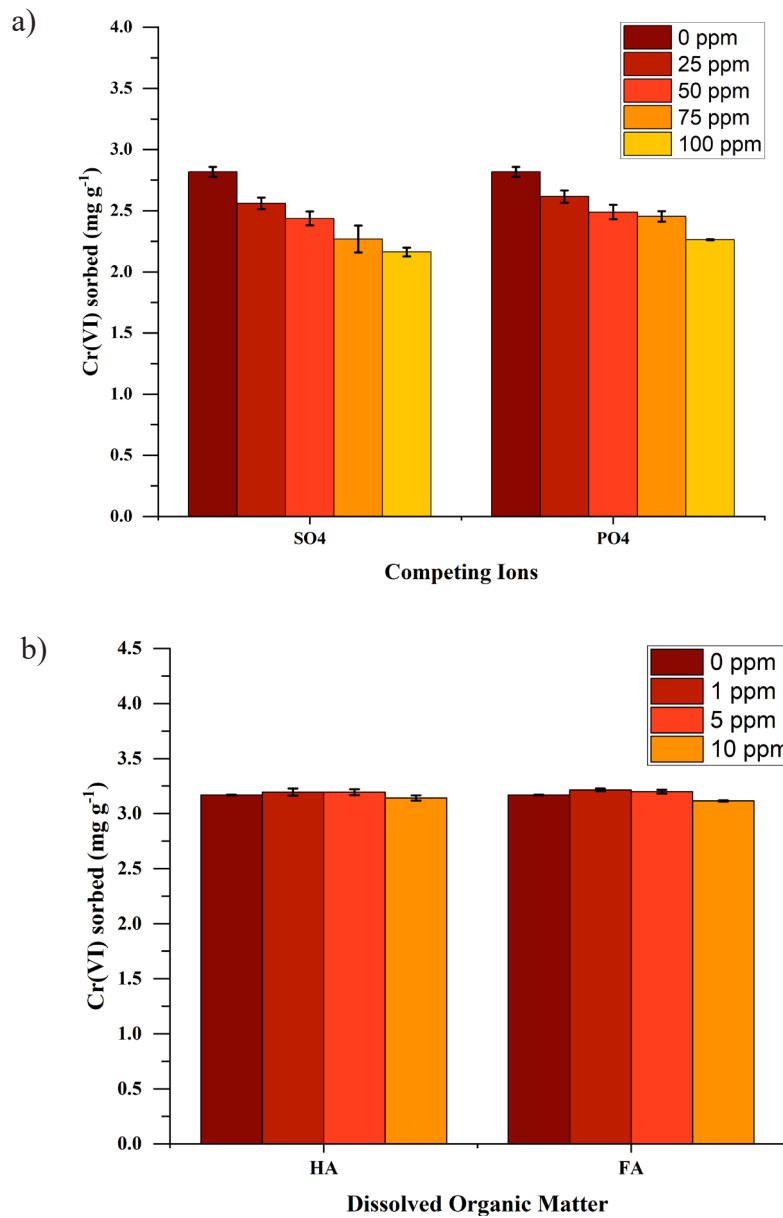 a)
4.0
3.5
3.0
2.5
2.0
1.5
1.0
0.5
0.0
Cr(VI) sorbed (mg g⁻¹)
0 ppm
25 ppm
50 ppm
75 ppm
100 ppm
SO4
PO4
Competing Ions
b)
4.5
4.0
3.5
3.0
2.5
2.0
1.5
1.0
0.5
0.0
Cr(VI) sorbed (mg g⁻¹)
0 ppm
1 ppm
5 ppm
10 ppm
HA
FA
Dissolved Organic Matter